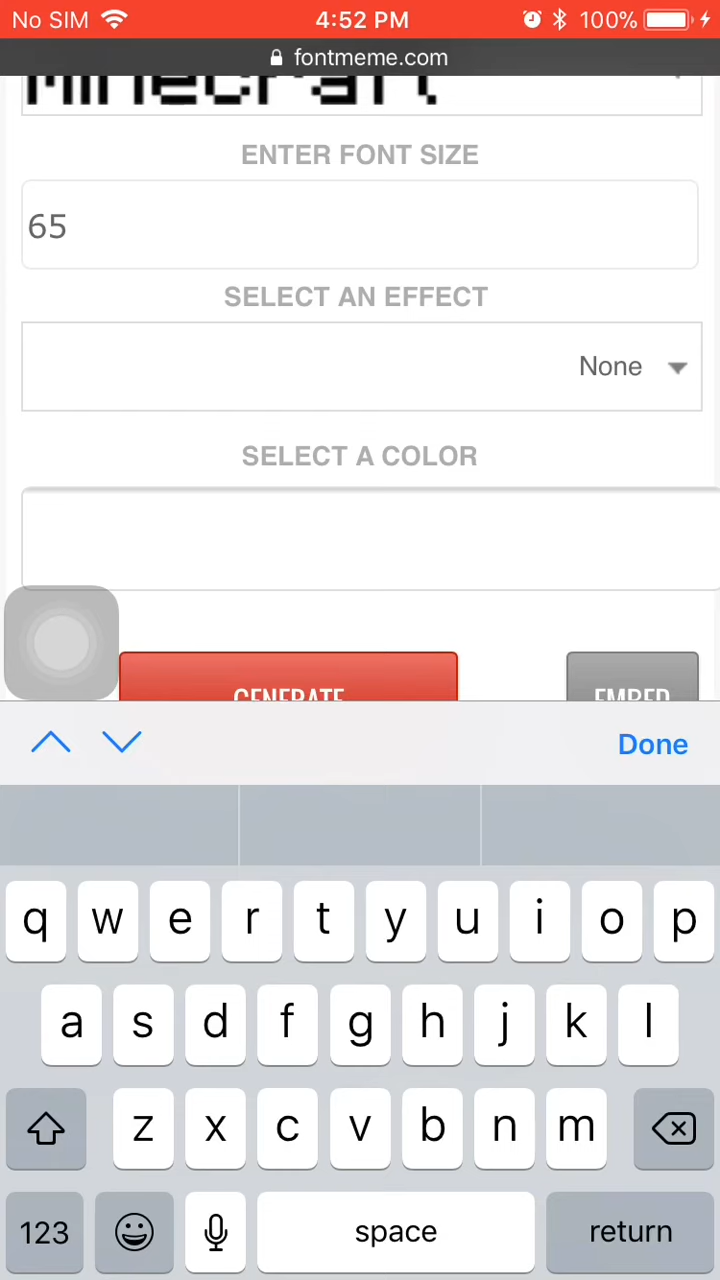 No SIM 4:52 PM 100%
fontmeme.com
Minecraft
ENTER FONT SIZE
65
SELECT AN EFFECT
None
SELECT A COLOR
GENERATE EMBED
Done
q w e r t y u i o p
a s d f g h j k l
z x c v b n m
123 space return